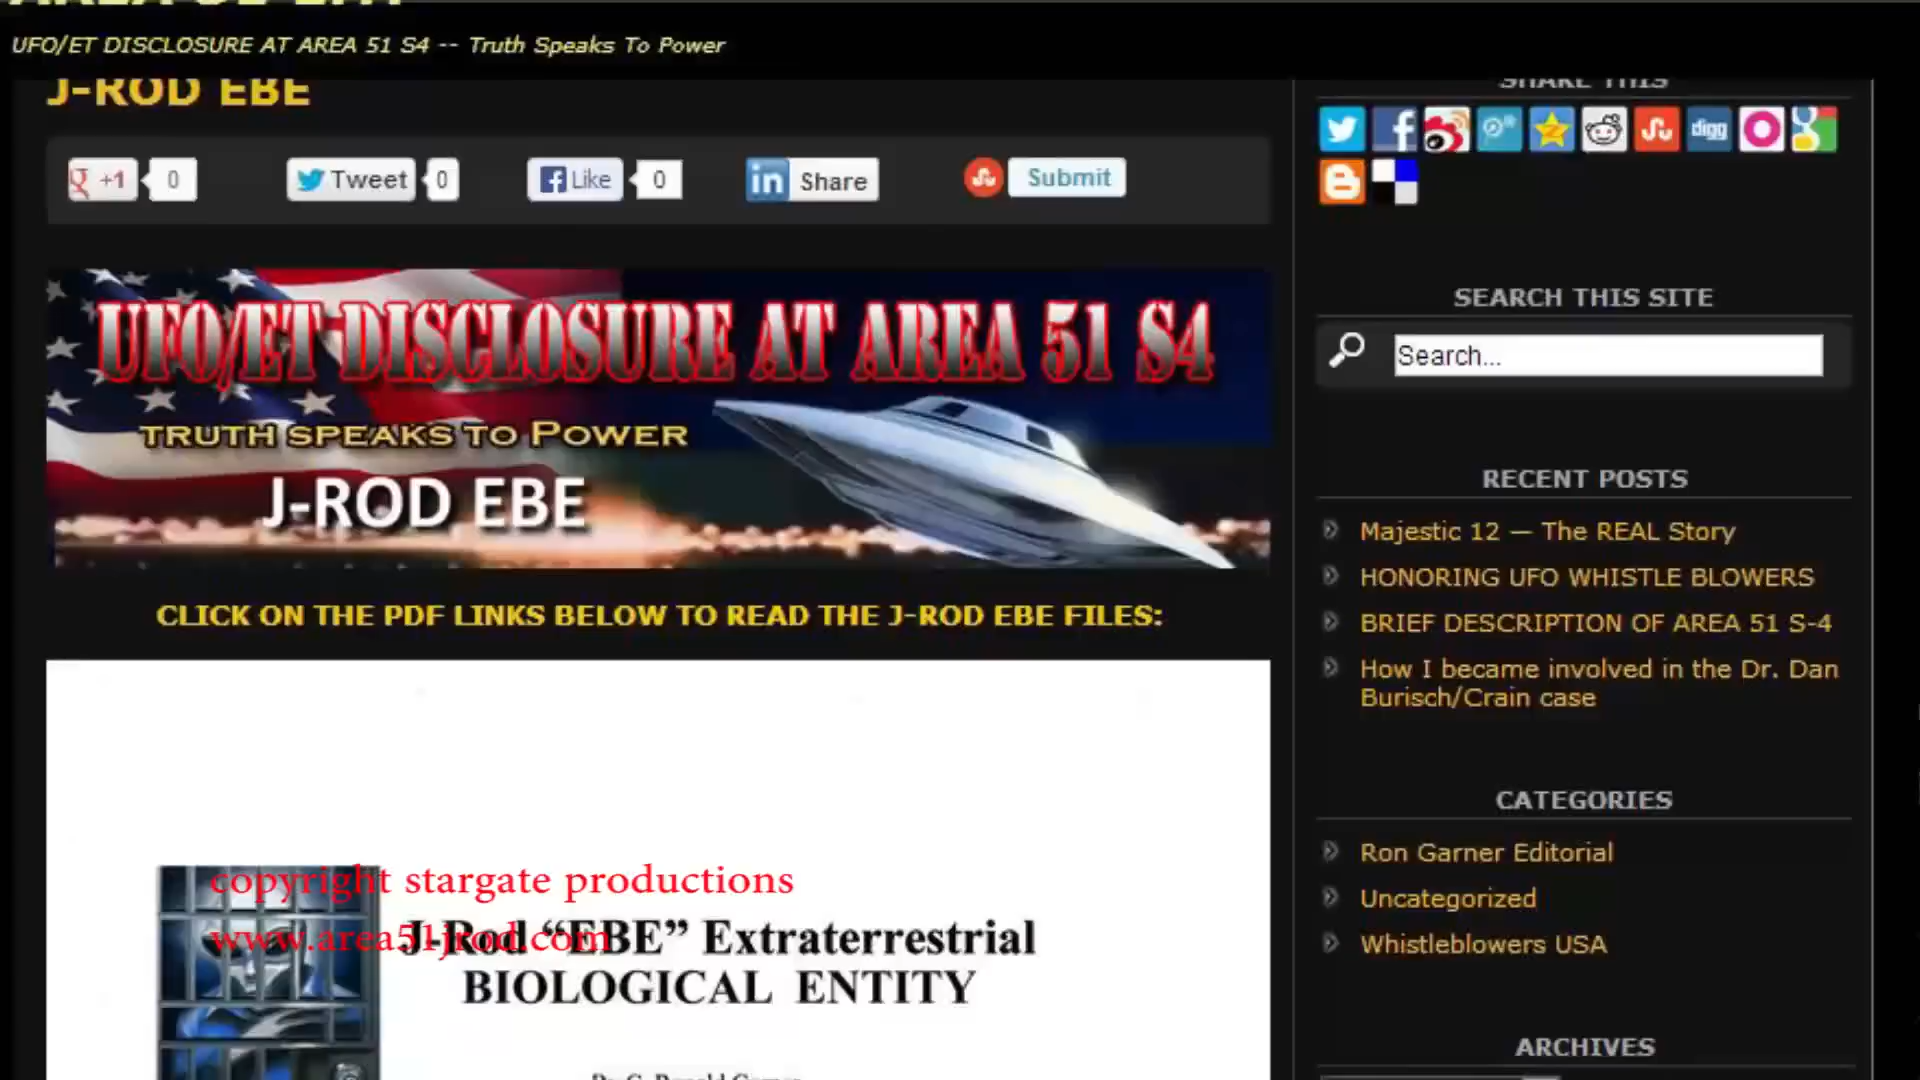 UFO/ET DISCLOSURE AT AREA 51 S4 -- Truth Speaks To Power
J-ROD EBE
+1
0
Tweet
0
Like
0
in Share
Submit
UFO/ET DISCLOSURE AT AREA 51 S4
TRUTH SPEAKS TO POWER
J-ROD EBE
CLICK ON THE PDF LINKS BELOW TO READ THE J-ROD EBE FILES:
copyright stargate productions
www.area51jrod.com
J-Rod “EBE” Extraterrestrial
BIOLOGICAL ENTITY
SHARE THIS
digg
SEARCH THIS SITE
Search...
RECENT POSTS
Majestic 12 — The REAL Story
HONORING UFO WHISTLE BLOWERS
BRIEF DESCRIPTION OF AREA 51 S-4
How I became involved in the Dr. Dan
Burisch/Crain case
CATEGORIES
Ron Garner Editorial
Uncategorized
Whistleblowers USA
ARCHIVES